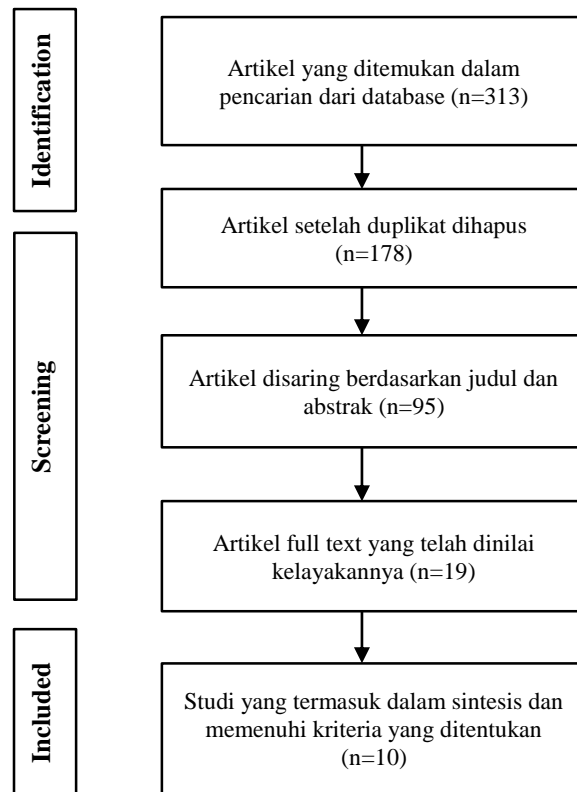 Identification
Artikel yang ditemukan dalam
pencarian dari database (n=313)
Artikel setelah duplikat dihapus
(n=178)
Screening
Artikel disaring berdasarkan judul dan
abstrak (n=95)
Artikel full text yang telah dinilai
kelayakannya (n=19)
Included
Studi yang termasuk dalam sintesis dan
memenuhi kriteria yang ditentukan
(n=10)